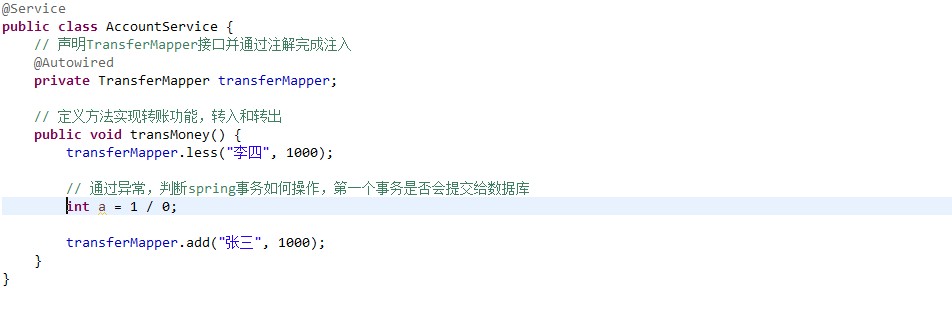 @Service
public class AccountService {
// 声明TransferMapper接口并通过注解完成注入
@Autowired
private TransferMapper transferMapper;
// 定义方法实现转账功能，转入和转出
public void transMoney() {
transferMapper.less("李四", 1000);
// 通过异常，判断spring事务如何操作，第一个事务是否会提交给数据库
int a = 1 / 0;
transferMapper.add("张三", 1000);
}
}